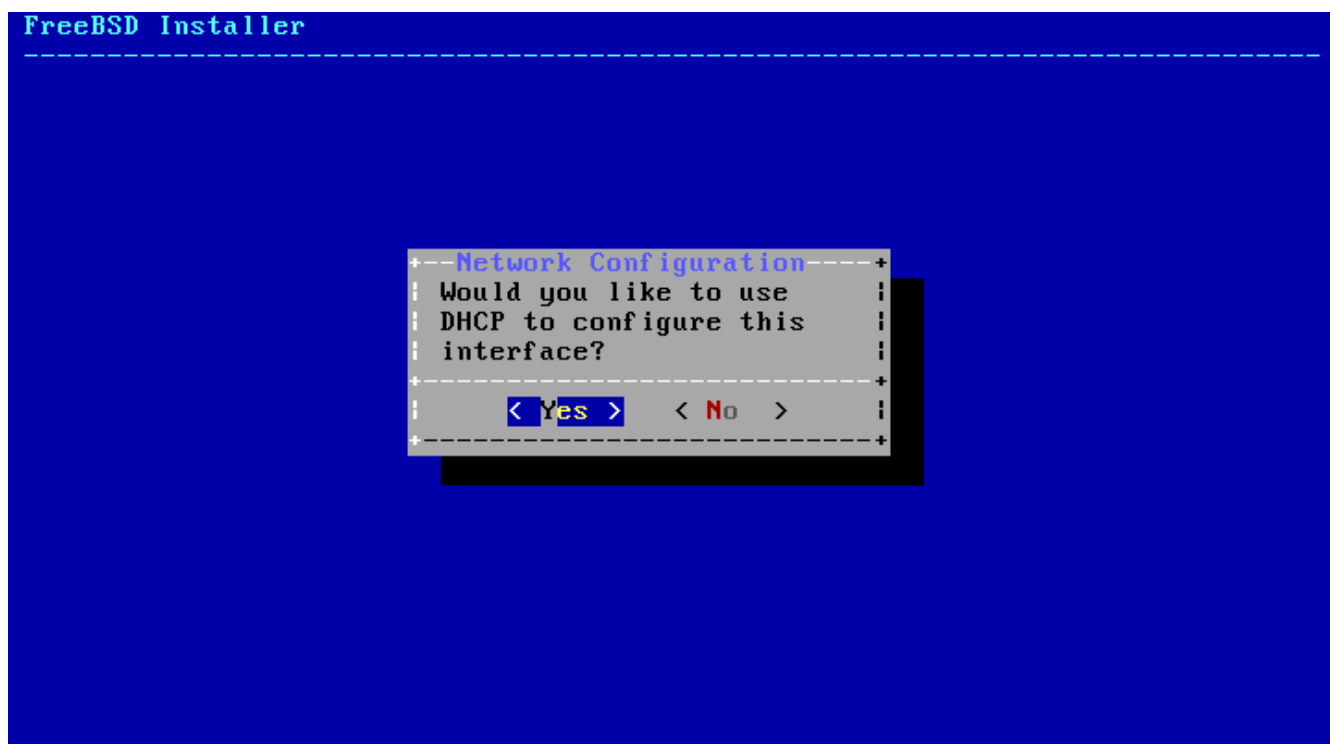 FreeBSD Installer
Network Configuration
Would you like to use
DHCP to configure this
interface?
< Yes > < No >